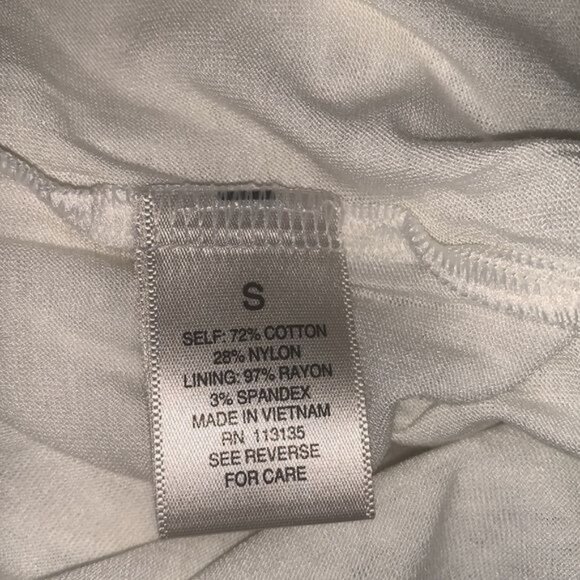 S
SELF: 72% COTTON
28% NYLON
LINING: 97% RAYON
3% SPANDEX
MADE IN VIETNAM
RN 113135
SEE REVERSE
FOR CARE